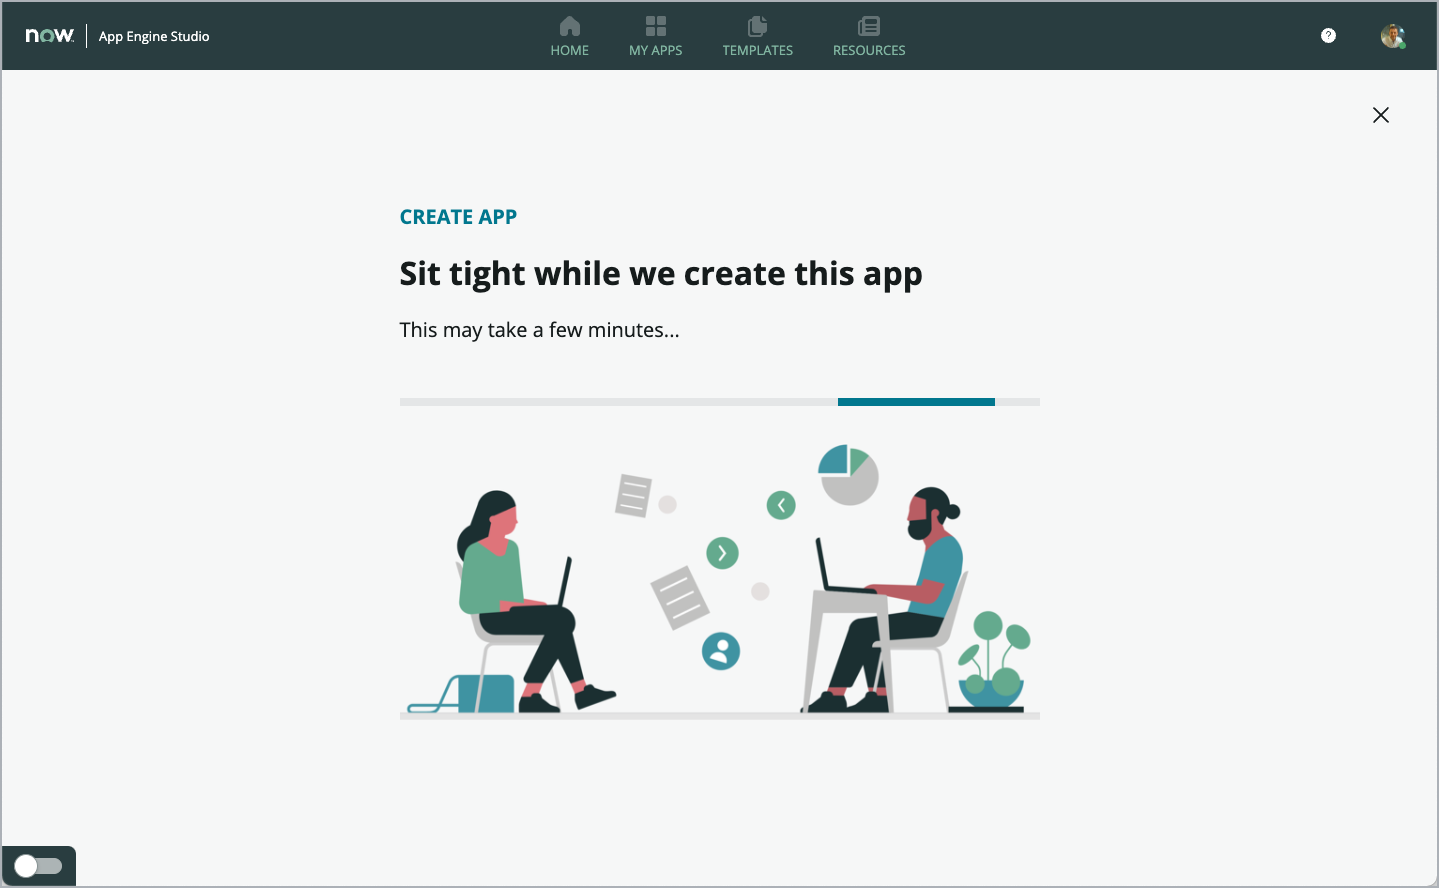 now
App Engine Studio
HOME
MY APPS
TEMPLATES
RESOURCES
?
CREATE APP
Sit tight while we create this app
This may take a few minutes...